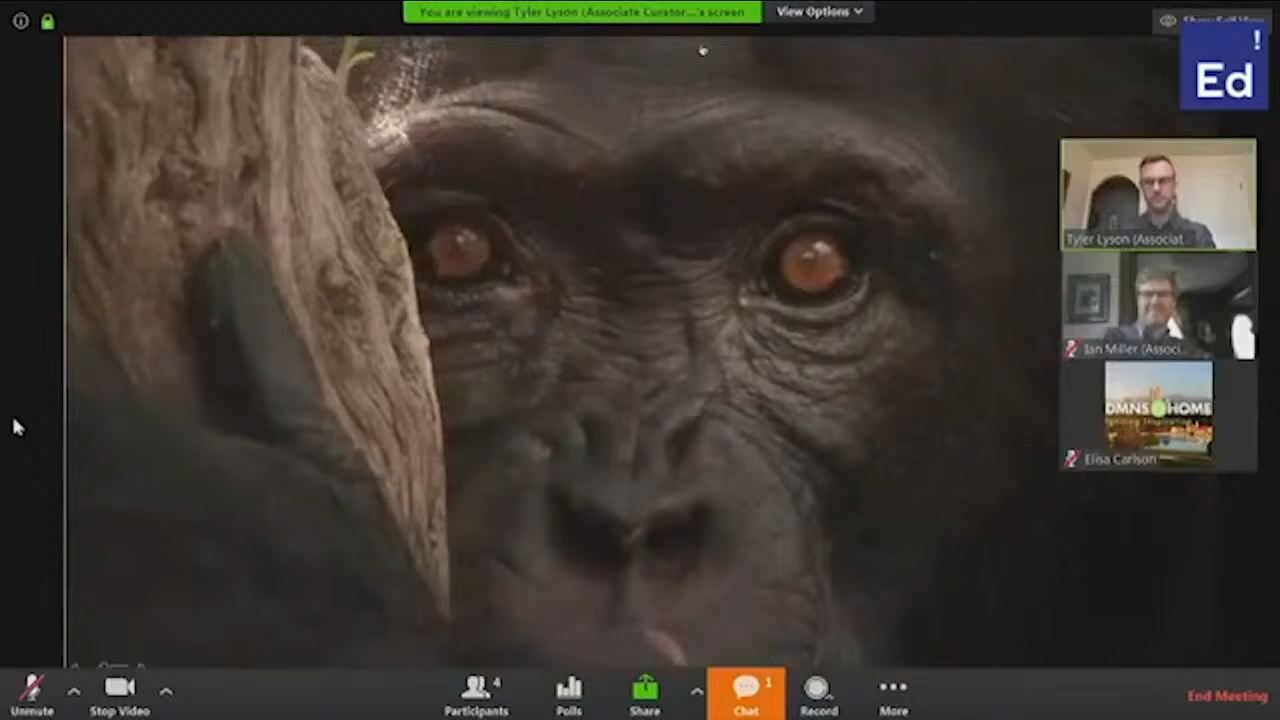 You are viewing Tyler Lyson (Associate Curator...'s screen
View Options
!
Ed
Tyler Lyson (Associat
Ian Miller (Associ...
DMNS HOME
Elisa Carlson
Unmute
Stop Video
Participants
4
Polls
Share
Chat
1
Record
More
End Meeting